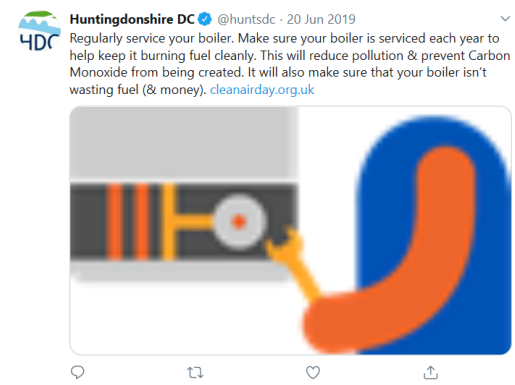 Huntingdonshire DC @huntsdc · 20 Jun 2019
HDC
Regularly service your boiler. Make sure your boiler is serviced each year to
help keep it burning fuel cleanly. This will reduce pollution & prevent Carbon
Monoxide from being created. It will also make sure that your boiler isn’t
wasting fuel (& money). cleanairday.org.uk